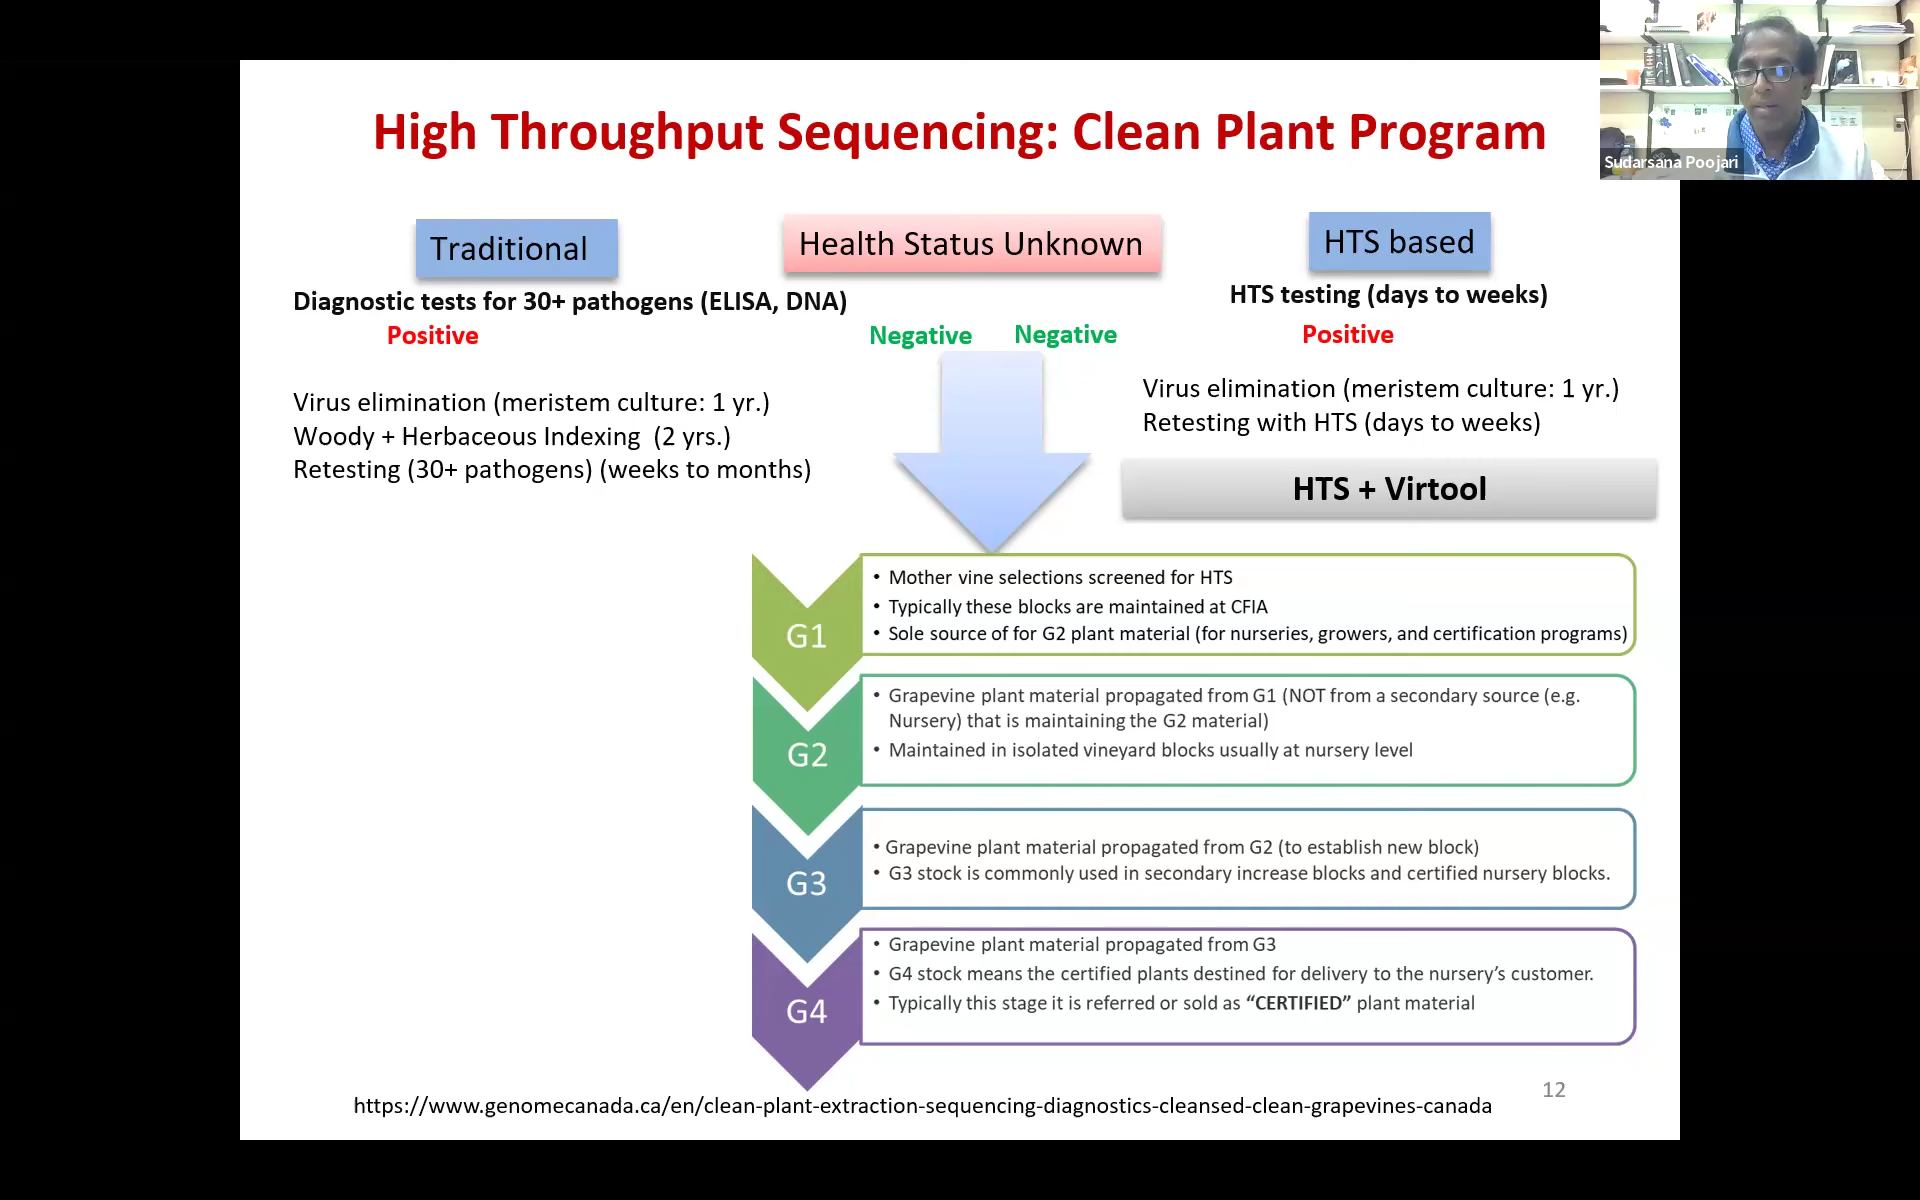 High Throughput Sequencing: Clean Plant Program
Sudarsana Poojari
Traditional
Health Status Unknown
HTS based
Diagnostic tests for 30+ pathogens (ELISA, DNA)
HTS testing (days to weeks)
Positive
Negative
Negative
Positive
Virus elimination (meristem culture: 1 yr.)
Woody + Herbaceous Indexing (2 yrs.)
Retesting (30+ pathogens) (weeks to months)
Virus elimination (meristem culture: 1 yr.)
Retesting with HTS (days to weeks)
HTS + Virtool
G1
• Mother vine selections screened for HTS
• Typically these blocks are maintained at CFIA
• Sole source of for G2 plant material (for nurseries, growers, and certification programs)
G2
• Grapevine plant material propagated from G1 (NOT from a secondary source (e.g.
Nursery) that is maintaining the G2 material)
• Maintained in isolated vineyard blocks usually at nursery level
G3
• Grapevine plant material propagated from G2 (to establish new block)
• G3 stock is commonly used in secondary increase blocks and certified nursery blocks.
G4
• Grapevine plant material propagated from G3
• G4 stock means the certified plants destined for delivery to the nursery’s customer.
• Typically this stage it is referred or sold as “CERTIFIED” plant material
12
https://www.genomecanada.ca/en/clean-plant-extraction-sequencing-diagnostics-cleansed-clean-grapevines-canada